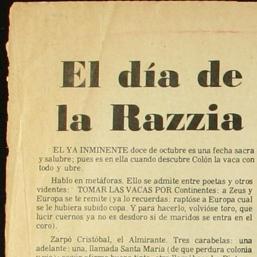 El día de
la Razzia
EL YA INMINENTE doce de octubre es una fecha sacra
y salubre; pues es en ella cuando descubre Colón la vaca con
todo y ubre.
Hablo en metáforas. Ello se admite entre poetas y otros
videntes: TOMAR LAS VACAS POR Continentes: a Zeus y
Europa se te remite (ya lo recuerdas: raptóse a Europa cual
se le hubiera subido copa. Y para hacerlo, volvióse toro, que
lucir cuernos ya no es desdoro si de maridos se entra en el
coro).
Zarpó Cristóbal, el Almirante. Tres carabelas: una
adelante: una, llamada Santa María (de que perdura colonia